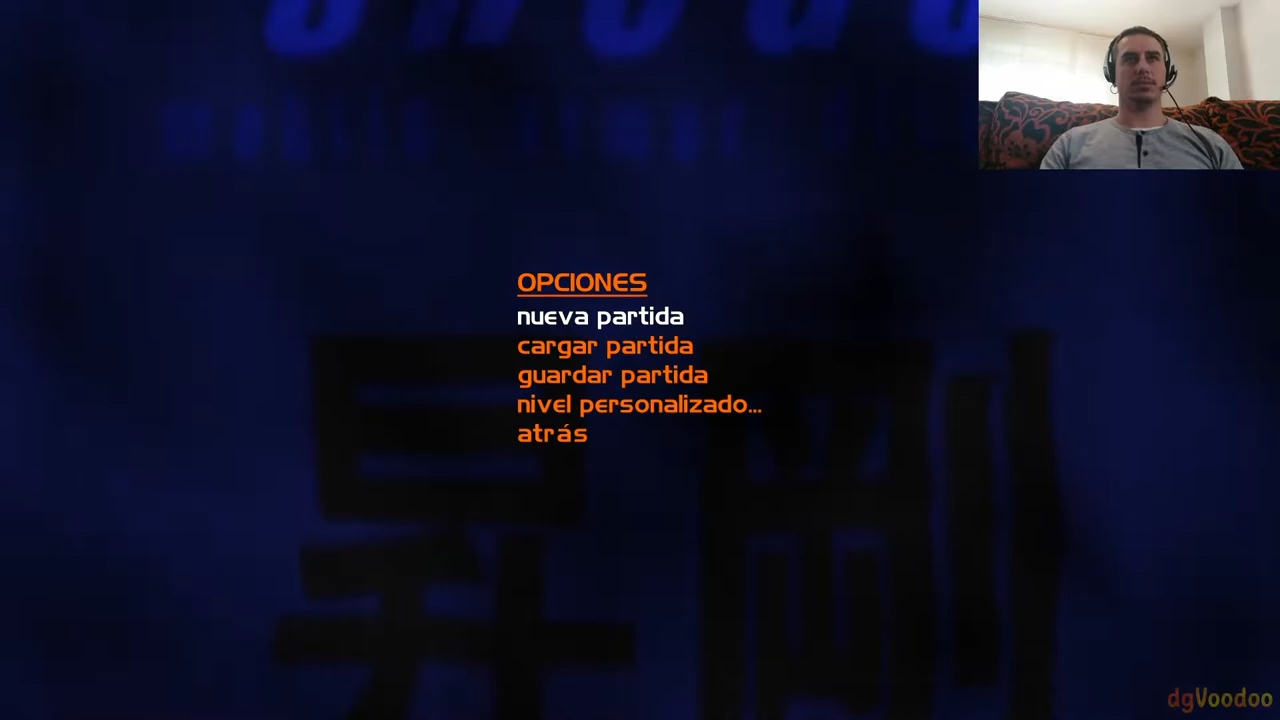 OPCIONES
nueva partida
cargar partida
guardar partida
nivel personalizado...
atrás
dgVoodoo